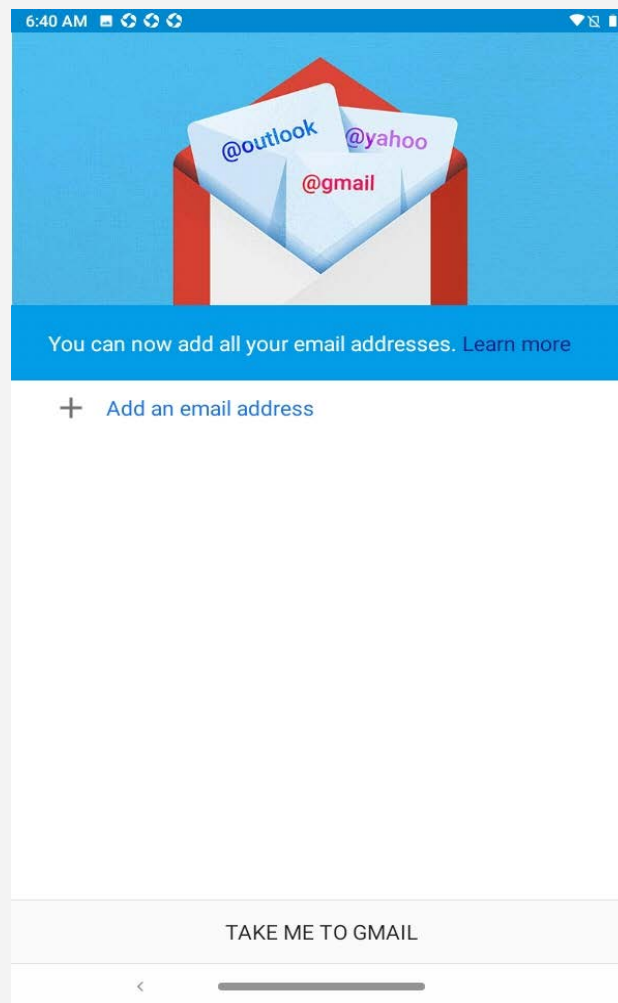 6:40 AM
@outlook
@yahoo
@gmail
You can now add all your email addresses. Learn more
Add an email address
TAKE ME TO GMAIL